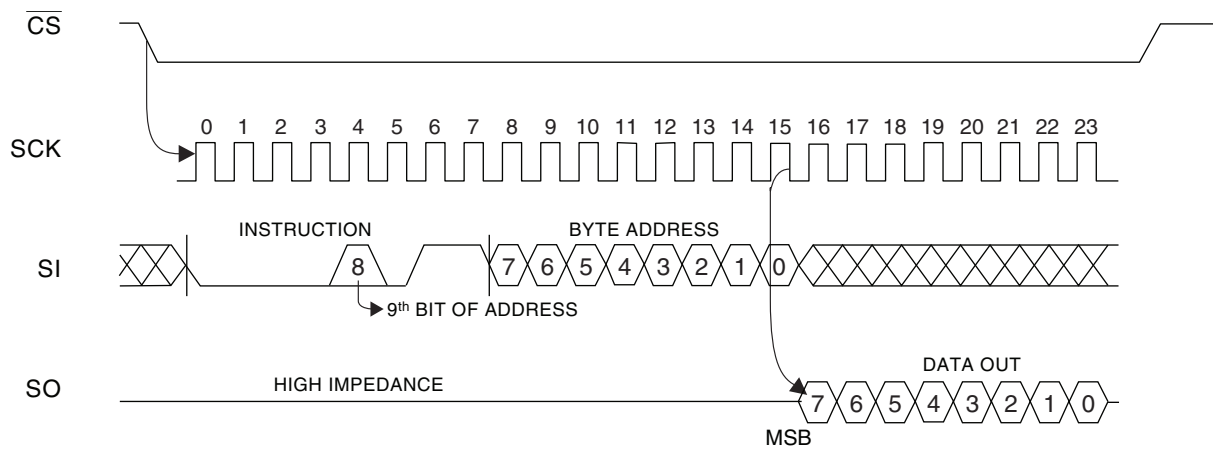 CS
0 1 2 3 4 5 6 7 8 9 10 11 12 13 14 15 16 17 18 19 20 21 22 23
SCK
INSTRUCTION BYTE ADDRESS
SI 8 7 6 5 4 3 2 1 0
9th BIT OF ADDRESS
DATA OUT
HIGH IMPEDANCE
SO 7 6 5 4 3 2 1 0
MSB